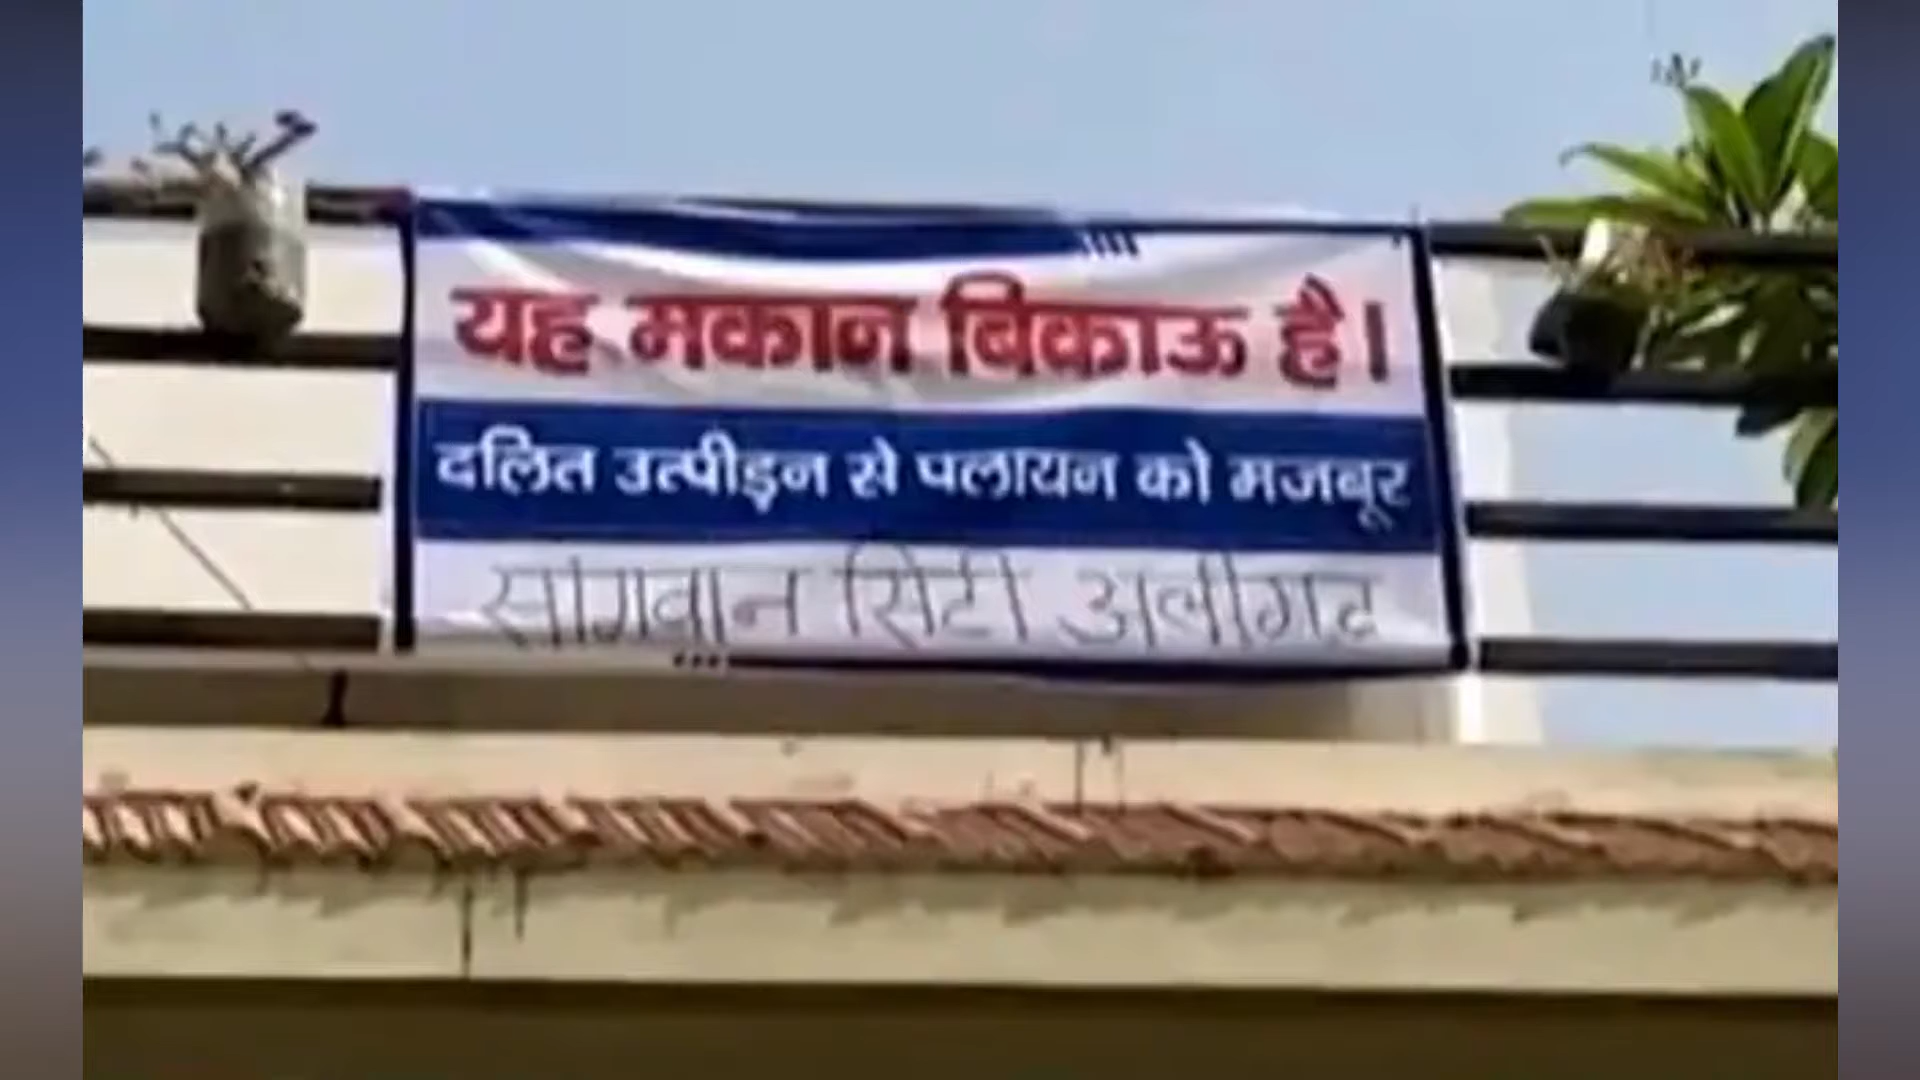 यह मकान बिकाऊ है।
दलित उत्पीड़न से पलायन को मजबूर
सांगवान सिटी अलीगढ